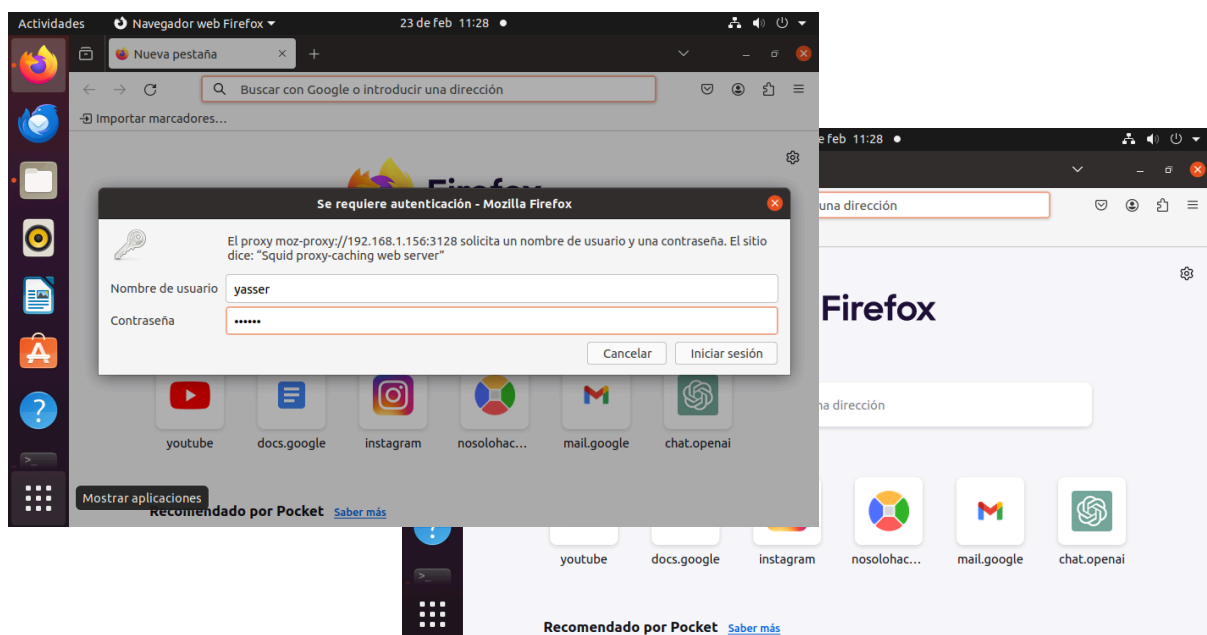 Actividades
Navegador web Firefox
23 de feb 11:28
Nueva pestaña
Buscar con Google o introducir una dirección
Importar marcadores...
Firefox
Se requiere autenticación - Mozilla Firefox
El proxy moz-proxy://192.168.1.156:3128 solicita un nombre de usuario y una contraseña. El sitio
dice: “Squid proxy-caching web server”
Nombre de usuario
yasser
Contraseña
••••••
Cancelar
Iniciar sesión
youtube
docs.google
instagram
nosolohac...
mail.google
chat.openai
Mostrar aplicaciones
Recomendado por Pocket Saber más
e feb 11:28
una dirección
Firefox
na dirección
youtube
docs.google
instagram
nosolohac...
mail.google
chat.openai
Recomendado por Pocket Saber más